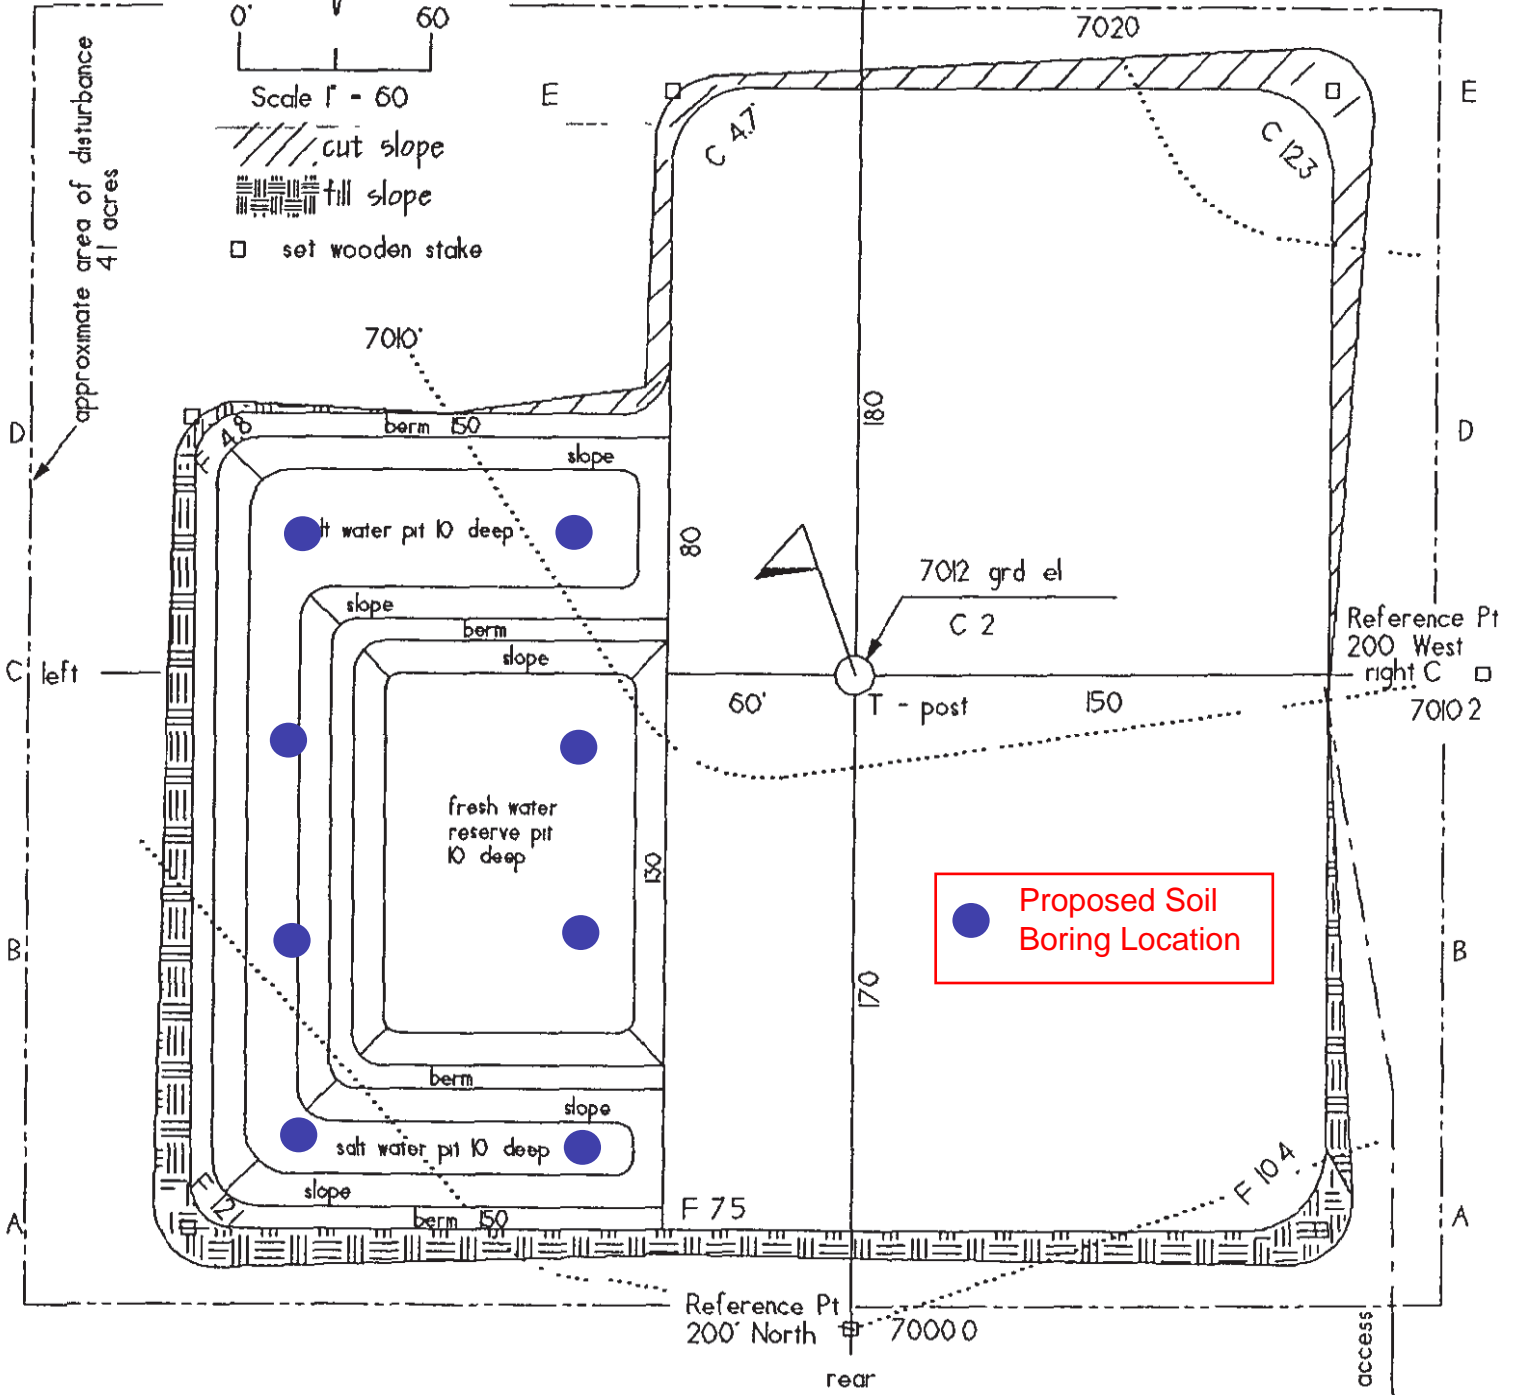 0' 60
7020
Scale 1" - 60
cut slope
fill slope
set wooden stake
approximate area of disturbance
4.1 acres
E
E
C 4.7'
C 12.3
7010'
180
D
D
F 4.8
berm 150
slope
lt water pit 10 deep
80
7012 grd el
C 2
slope
berm
slope
Reference Pt
200 West
right C
7010 2
C left
60'
T - post
150
fresh water
reserve pit
10 deep
130
Proposed Soil
Boring Location
B
B
170
berm
slope
salt water pit 10 deep
F 10 4
slope
F 12
F 7 5
A
A
berm 150
Reference Pt
200' North
7000 0
rear
access